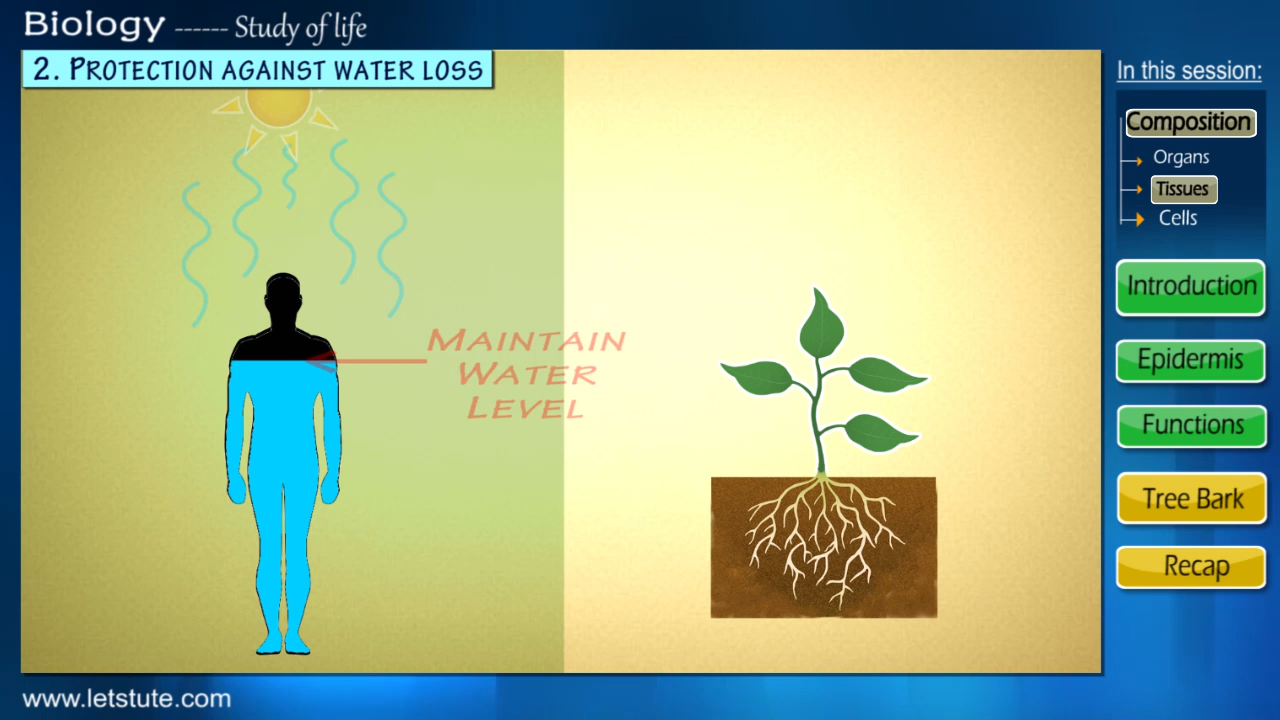 Biology ------ Study of life
2. PROTECTION AGAINST WATER LOSS
MAINTAIN
WATER
LEVEL
In this session:
Composition
Organs
Tissues
Cells
Introduction
Epidermis
Functions
Tree Bark
Recap
www.letstute.com